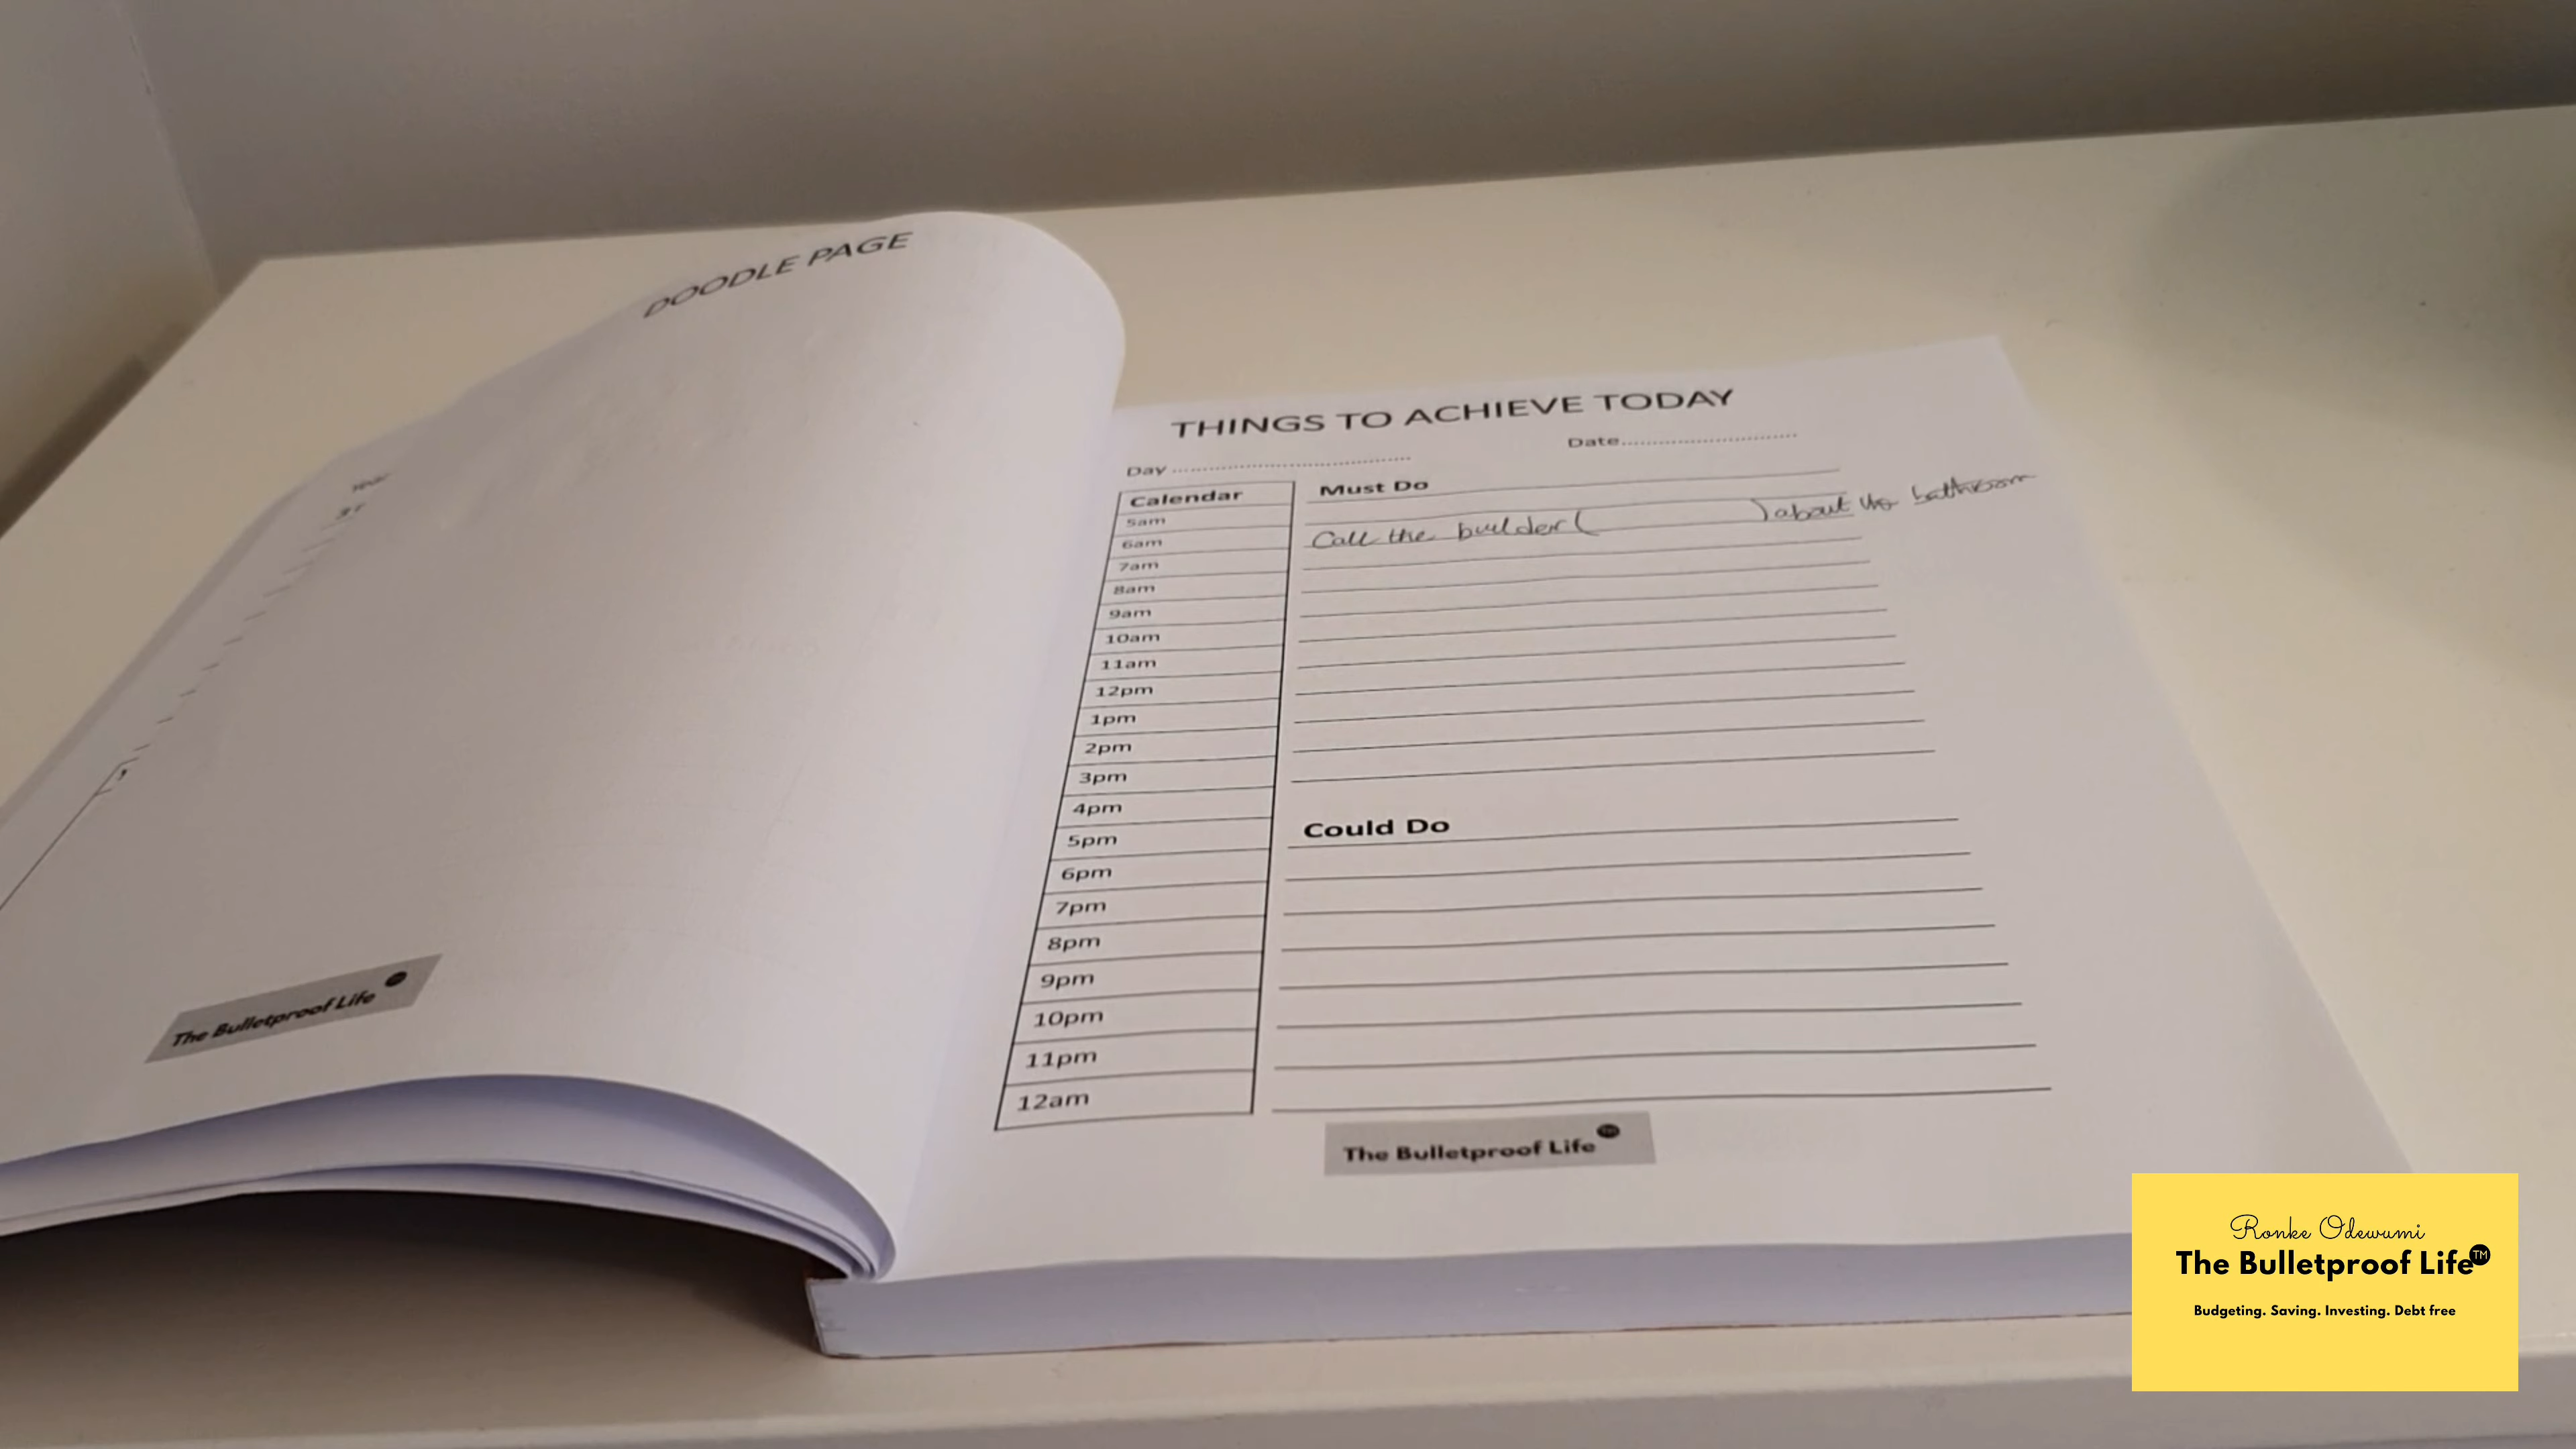 DOODLE PAGE
The Bulletproof Life
THINGS TO ACHIEVE TODAY
Day ........................................ Date..............................
Calendar
5am
6am
7am
8am
9am
10am
11am
12pm
1pm
2pm
3pm
4pm
5pm
6pm
7pm
8pm
9pm
10pm
11pm
12am
Must Do
Call the builder ( ) about the bathroom
Could Do
The Bulletproof Life
Ronke Odewumi
The Bulletproof Life TM
Budgeting. Saving. Investing. Debt free